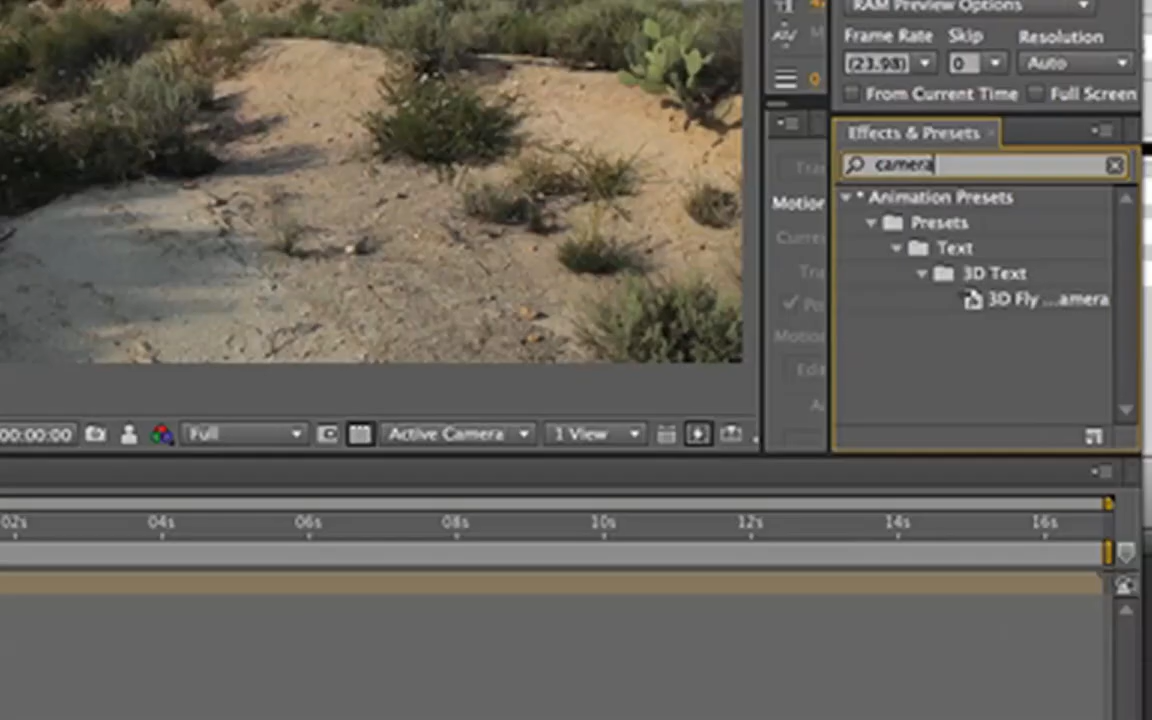 RAM Preview Options
Frame Rate Skip Resolution
(23.98) 0 Auto
From Current Time Full Screen
Effects & Presets
camera
* Animation Presets
Presets
Text
3D Text
3D Fly ...amera
Motion
Full Active Camera 1 View
00:00:00
02s 04s 06s 08s 10s 12s 14s 16s